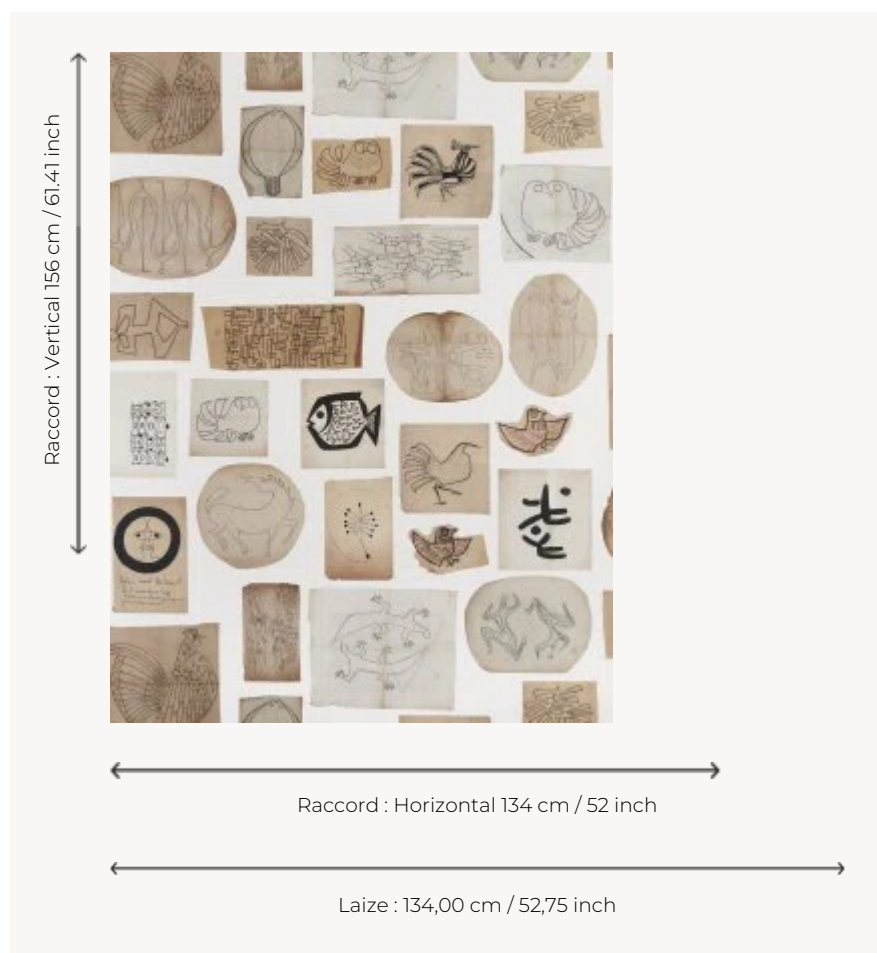 Raccord : Vertical 156 cm / 61.41 inch
Raccord : Horizontal 134 cm / 52 inch
Laize : 134,00 cm / 52,75 inch